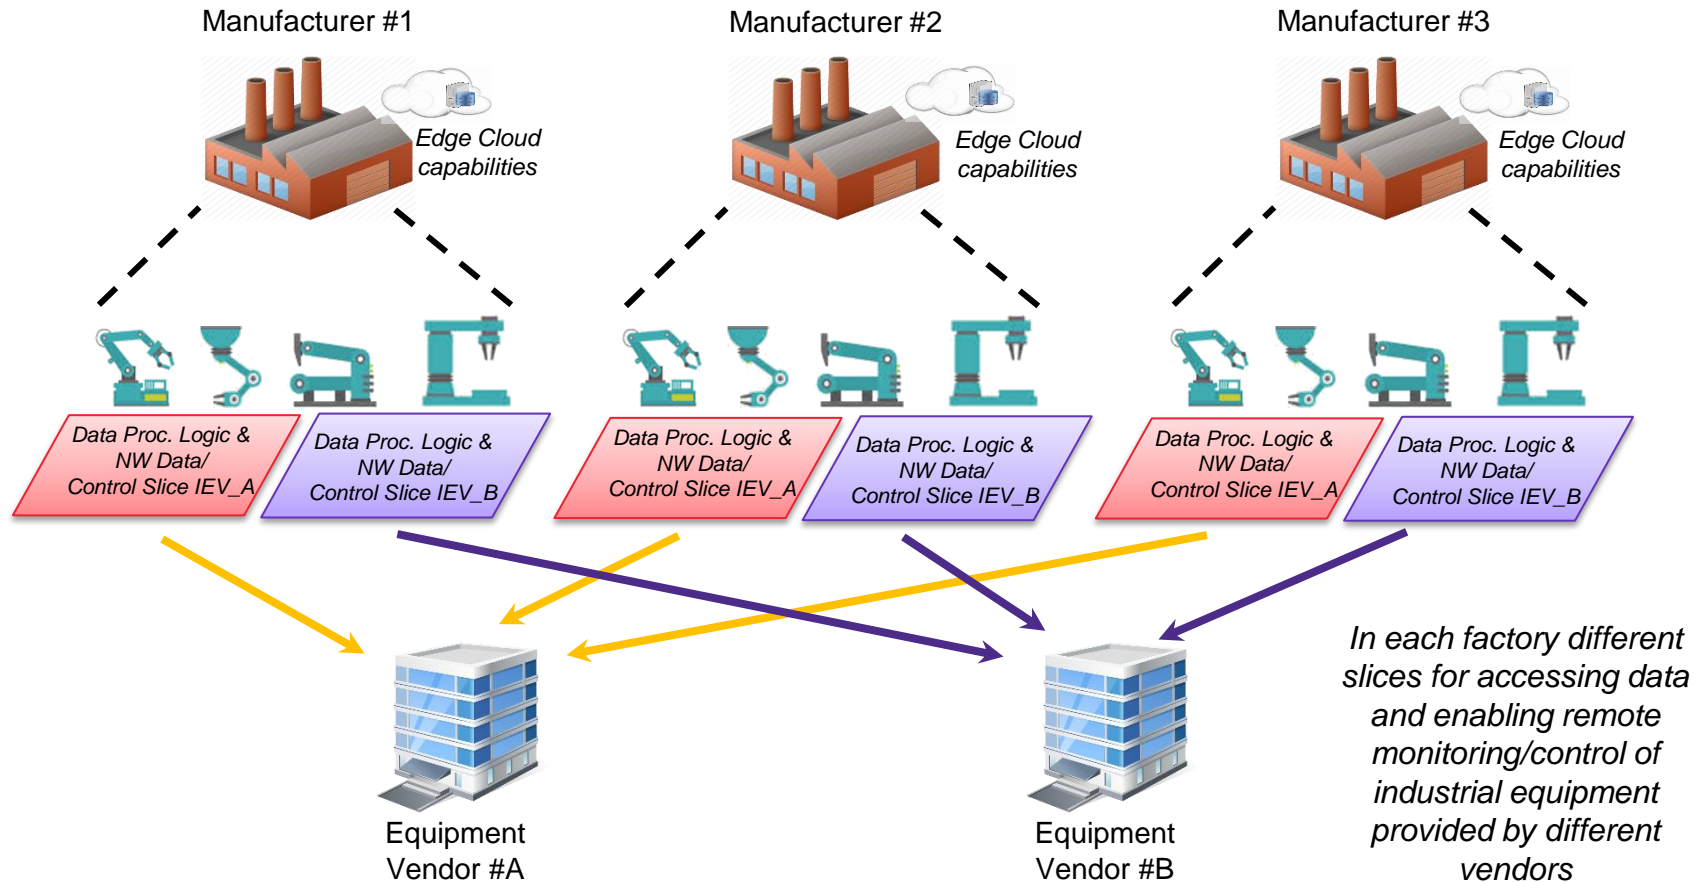 Manufacturer #1
Manufacturer #2
Manufacturer #3
Edge Cloud
capabilities
Edge Cloud
capabilities
Edge Cloud
capabilities
Data Proc. Logic &
NW Data/
Control Slice IEV_A
Data Proc. Logic &
NW Data/
Control Slice IEV_B
Data Proc. Logic &
NW Data/
Control Slice IEV_A
Data Proc. Logic &
NW Data/
Control Slice IEV_B
Data Proc. Logic &
NW Data/
Control Slice IEV_A
Data Proc. Logic &
NW Data/
Control Slice IEV_B
Equipment
Vendor #A
Equipment
Vendor #B
In each factory different
slices for accessing data
and enabling remote
monitoring/control of
industrial equipment
provided by different
vendors